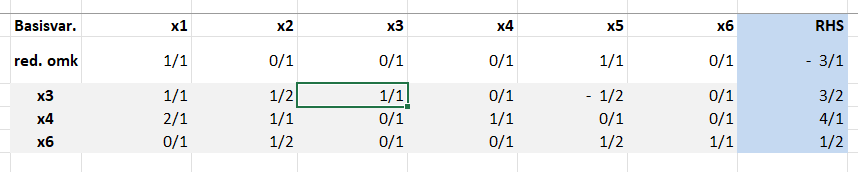 Basisvar. x1 x2 x3 x4 x5 x6 RHS
red. omk 1/1 0/1 0/1 0/1 1/1 0/1 - 3/1
x3 1/1 1/2 1/1 0/1 - 1/2 0/1 3/2
x4 2/1 1/1 0/1 1/1 0/1 0/1 4/1
x6 0/1 1/2 0/1 0/1 1/2 1/1 1/2